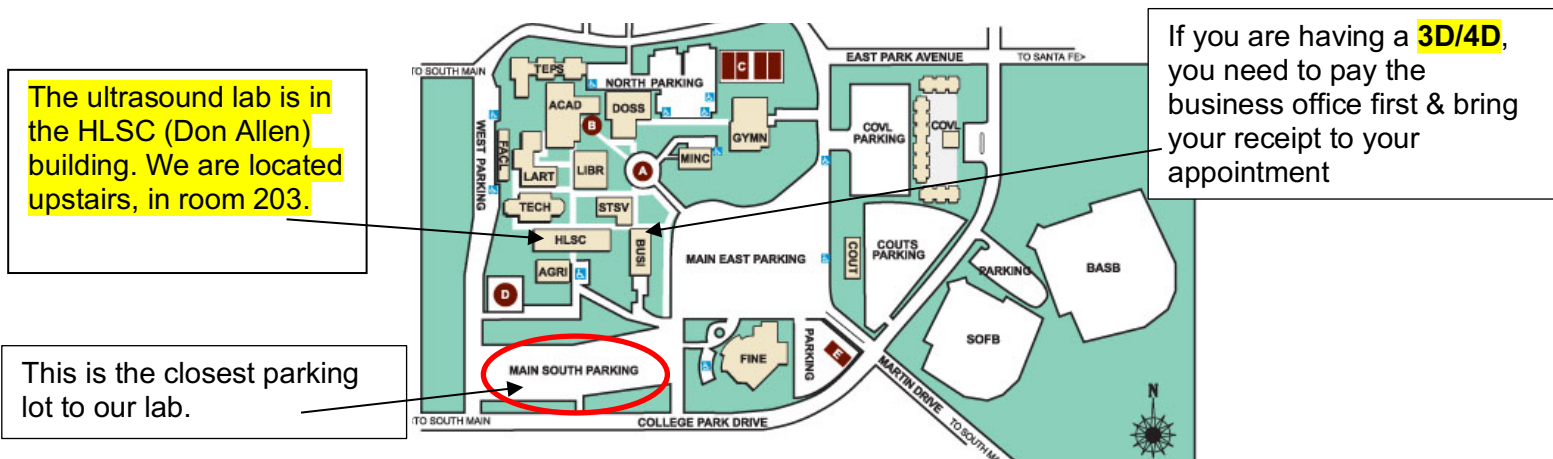 The ultrasound lab is in
the HLSC (Don Allen)
building. We are located
upstairs, in room 203.
This is the closest parking
lot to our lab.
If you are having a 3D/4D,
you need to pay the
business office first & bring
your receipt to your
appointment
TO SOUTH MAIN
TEPS
NORTH PARKING
C
EAST PARK AVENUE
TO SANTA FE>
ACAD
DOSS
B
GYMN
COVL
PARKING
COVL
WEST PARKING
FACL
LART
LIBR
A
MINC
TECH
STSV
HLSC
BUSI
AGRI
D
MAIN EAST PARKING
COUT
COUTS
PARKING
PARKING
BASB
SOFB
MAIN SOUTH PARKING
FINE
PARKING
E
MARTIN DRIVE
N
TO SOUTH MAIN
COLLEGE PARK DRIVE
TO SOUTH MA